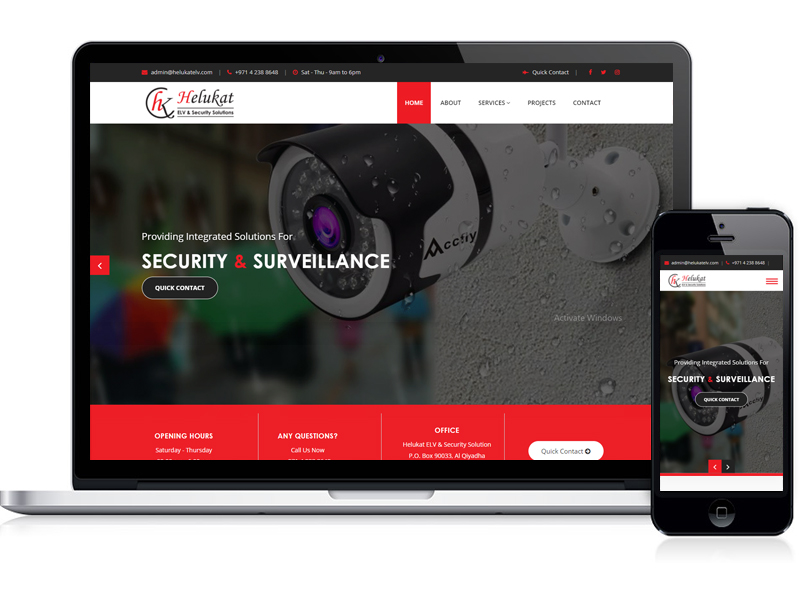 admin@helukatelv.com | +971 4 238 8648 | Sat - Thu - 9am to 6pm
Quick Contact |
hk Helukat
ELV & Security Solutions
HOME ABOUT SERVICES PROJECTS CONTACT
Providing Integrated Solutions For
SECURITY & SURVEILLANCE
QUICK CONTACT
Activate Windows
OPENING HOURS
Saturday - Thursday
ANY QUESTIONS?
Call Us Now
OFFICE
Helukat ELV & Security Solution
P.O. Box 90033, Al Qiyadha
Quick Contact
admin@helukatelv.com | +971 4 238 8648 |
hk Helukat
ELV & Security Solutions
Providing Integrated Solutions For
SECURITY & SURVEILLANCE
QUICK CONTACT